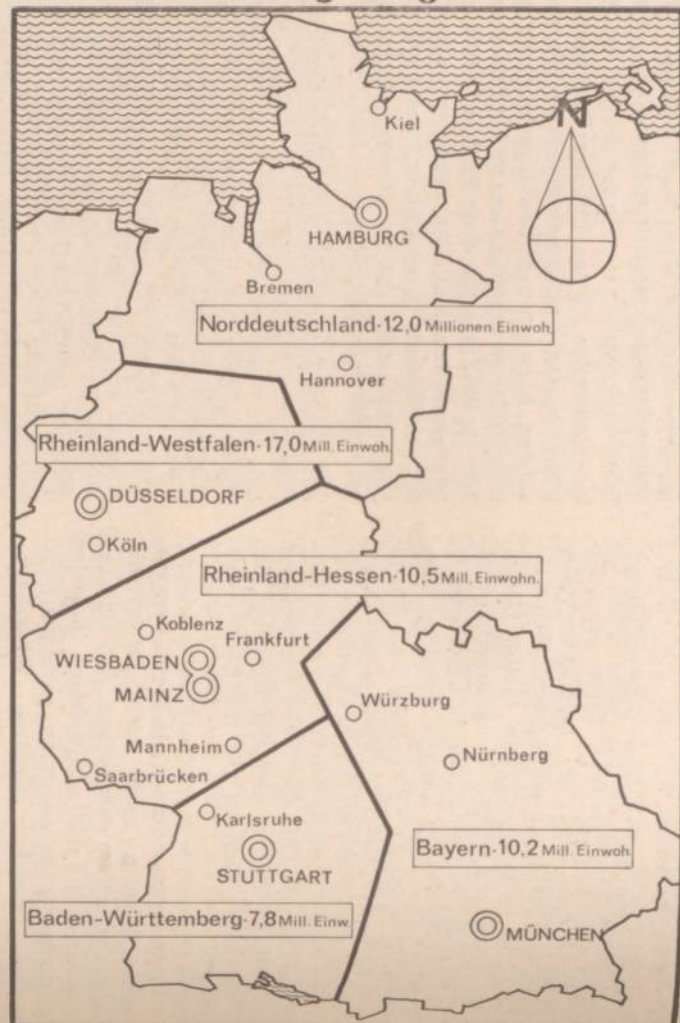 N
Kiel
HAMBURG
Bremen
Norddeutschland·12,0 Millionen Einwoh.
Hannover
Rheinland-Westfalen·17,0 Mill. Einwoh.
DÜSSELDORF
Köln
Rheinland-Hessen·10,5 Mill. Einwohn.
Koblenz
Frankfurt
WIESBADEN
MAINZ
Würzburg
Mannheim
Nürnberg
Saarbrücken
Karlsruhe
Bayern·10,2 Mill. Einwoh.
STUTTGART
Baden-Württemberg·7,8 Mill. Einw.
MÜNCHEN